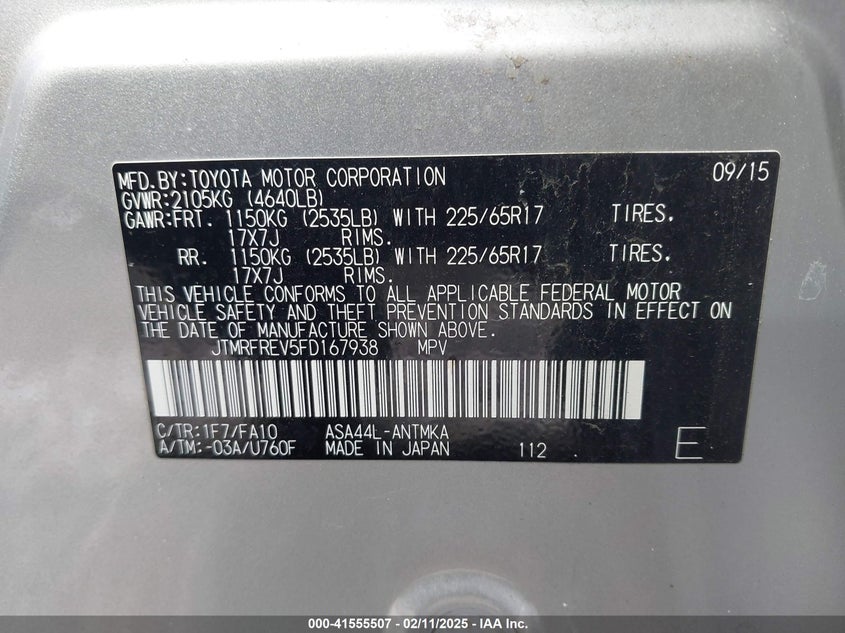 MFD.BY:TOYOTA MOTOR CORPORATION 09/15
GVWR:2105KG (4640LB)
GAWR:FRT. 1150KG (2535LB) WITH 225/65R17 TIRES.
17X7J RIMS.
RR. 1150KG (2535LB) WITH 225/65R17 TIRES.
17X7J RIMS.
THIS VEHICLE CONFORMS TO ALL APPLICABLE FEDERAL MOTOR
VEHICLE SAFETY AND THEFT PREVENTION STANDARDS IN EFFECT ON
THE DATE OF MANUFACTURE SHOWN ABOVE.
JTMRFREV5FD167938 MPV
C/TR:1F7/FA10 ASA44L-ANTMKA
A/TM:-03A/U760F MADE IN JAPAN 112 E
000-41555507 - 02/11/2025 - IAA Inc.